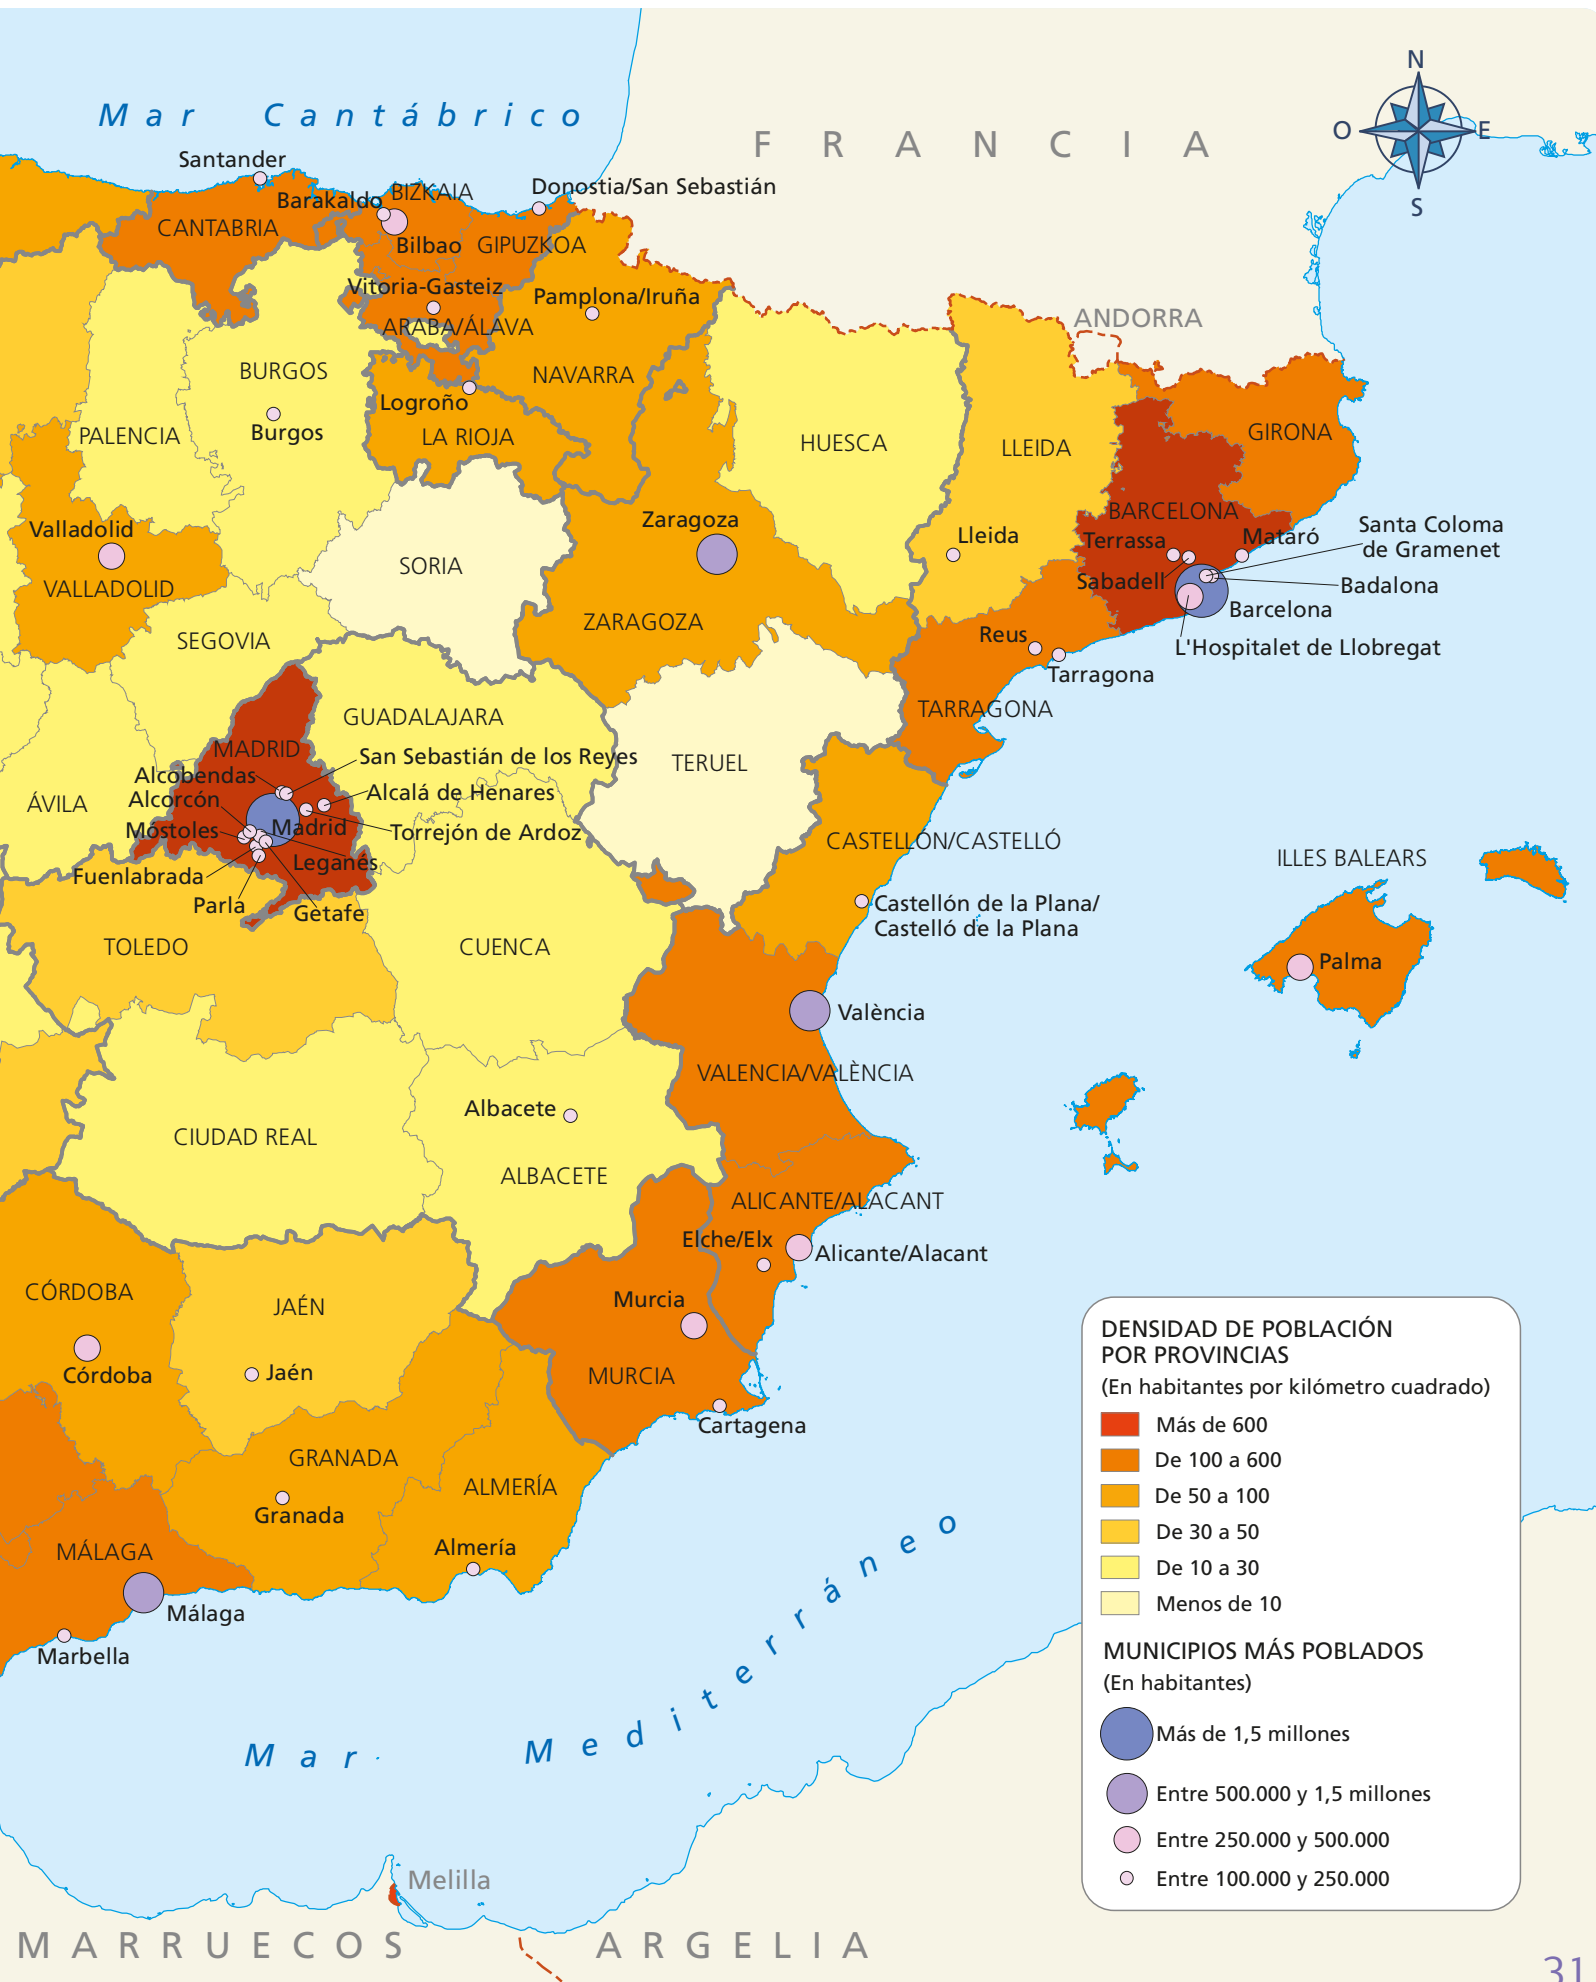 N
O
E
S
Mar Cantábrico
FRANCIA
Santander
Barakaldo
BIZKAIA
Donostia/San Sebastián
CANTABRIA
Bilbao
GIPUZKOA
Vitoria-Gasteiz
Pamplona/Iruña
ARABA/ÁLAVA
ANDORRA
BURGOS
NAVARRA
Logroño
Burgos
PALENCIA
LA RIOJA
HUESCA
LLEIDA
GIRONA
Valladolid
Zaragoza
BARCELONA
Lleida
Terrassa
Mataró
Santa Coloma
de Gramenet
SORIA
Sabadell
Badalona
VALLADOLID
Barcelona
ZARAGOZA
SEGOVIA
Reus
L'Hospitalet de Llobregat
Tarragona
GUADALAJARA
TARRAGONA
MADRID
San Sebastián de los Reyes
TERUEL
Alcobendas
Alcorcón
Alcalá de Henares
ÁVILA
Móstoles
Madrid
Torrejón de Ardoz
CASTELLÓN/CASTELLÓ
Leganés
ILLES BALEARS
Fuenlabrada
Parla
Getafe
Castellón de la Plana/
Castelló de la Plana
TOLEDO
CUENCA
Palma
València
VALENCIA/VALÈNCIA
Albacete
CIUDAD REAL
ALBACETE
ALICANTE/ALACANT
Elche/Elx
Alicante/Alacant
CÓRDOBA
JAÉN
Murcia
Córdoba
Jaén
MURCIA
Cartagena
GRANADA
ALMERÍA
Granada
Almería
MÁLAGA
Málaga
Marbella
Mar Mediterráneo
Melilla
MARRUECOS
ARGELIA
DENSIDAD DE POBLACIÓN
POR PROVINCIAS
(En habitantes por kilómetro cuadrado)
Más de 600
De 100 a 600
De 50 a 100
De 30 a 50
De 10 a 30
Menos de 10
MUNICIPIOS MÁS POBLADOS
(En habitantes)
Más de 1,5 millones
Entre 500.000 y 1,5 millones
Entre 250.000 y 500.000
Entre 100.000 y 250.000
31